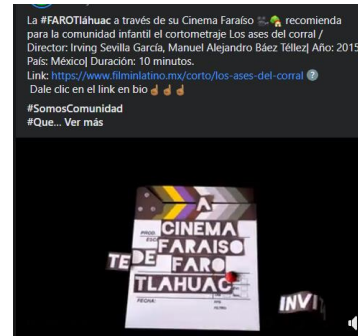 La #FAROTláhuac a través de su Cinema Faraíso 🎥🏡 recomienda
para la comunidad infantil el cortometraje Los ases del corral /
Director: Irving Sevilla García, Manuel Alejandro Báez Téllez| Año: 2015
País: México| Duración: 10 minutos.
Link: https://www.filminlatino.mx/corto/los-ases-del-corral ?
Dale clic en el link en bio☝☝☝
#SomosComunidad
#Que... Ver más
A
PROD.
CINEMA
FARAISO
TE DE FARO
TLAHUAC
FECHA:
INVI